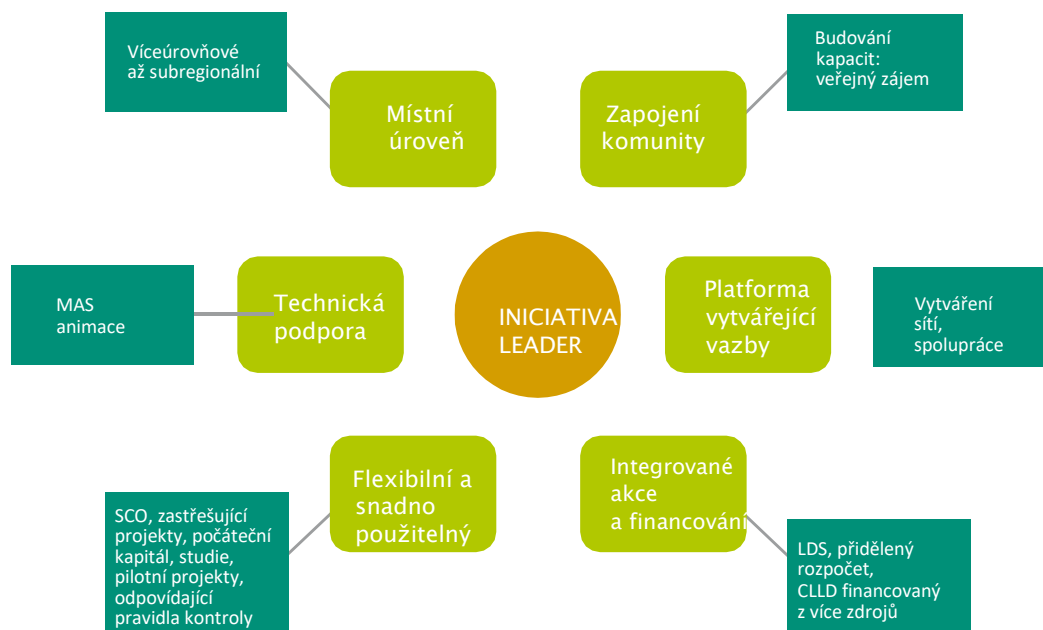 Víceúrovňové
až subregionální
Místní
úroveň
Zapojení
komunity
Budování
kapacit:
veřejný zájem
MAS
animace
Technická
podpora
INICIATIVA
LEADER
Platforma
vytvářející
vazby
Vytváření
sítí,
spolupráce
SCO, zastřešující
projekty, počáteční
kapitál, studie,
pilotní projekty,
odpovídající
pravidla kontroly
Flexibilní a
snadno
použitelný
Integrované
akce
a financování
LDS, přidělený
rozpočet,
CLLD financovaný
z více zdrojů